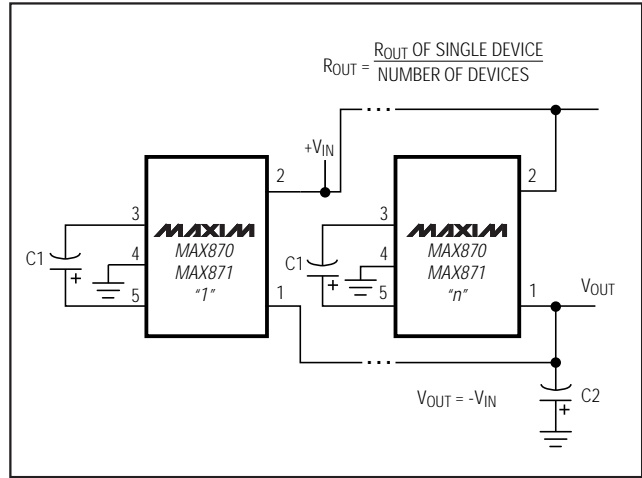 ROUT = ROUT OF SINGLE DEVICE
NUMBER OF DEVICES
...
+VIN
2
2
3
3
MAXIM
MAX870
MAX871
"1"
MAXIM
MAX870
MAX871
"n"
C1
+
4
5
C1
+
4
5
1
1
VOUT
...
VOUT = -VIN
+
C2